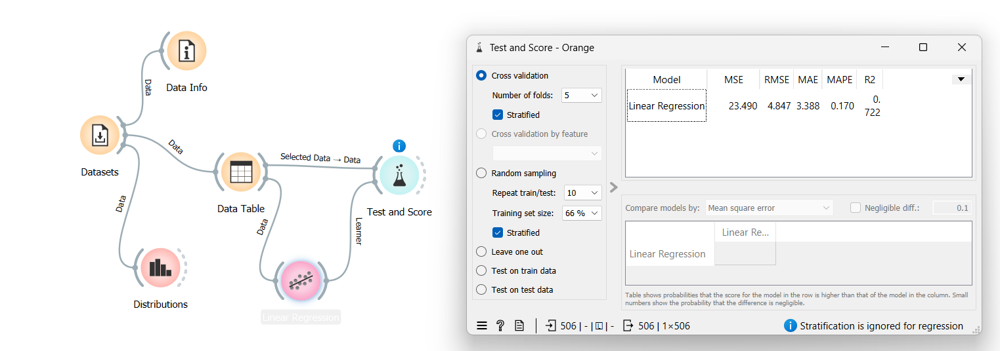 Data Info
Data
Datasets
Data
Data
Selected Data → Data
Data Table
Test and Score
Data
Learner
Distributions
Linear Regression
Test and Score - Orange
Cross validation
Number of folds: 5
Stratified
Cross validation by feature
Random sampling
Repeat train/test: 10
Training set size: 66 %
Stratified
Leave one out
Test on train data
Test on test data
Model MSE RMSE MAE MAPE R2
Linear Regression 23.490 4.847 3.388 0.170 0.
722
Compare models by: Mean square error Negligible diff.: 0.1
Linear Re...
Linear Regression
Table shows probabilities that the score for the model in the row is higher than that of the model in the column. Small
numbers show the probability that the difference is negligible.
506 | - | | - 506 | 1×506
Stratification is ignored for regression